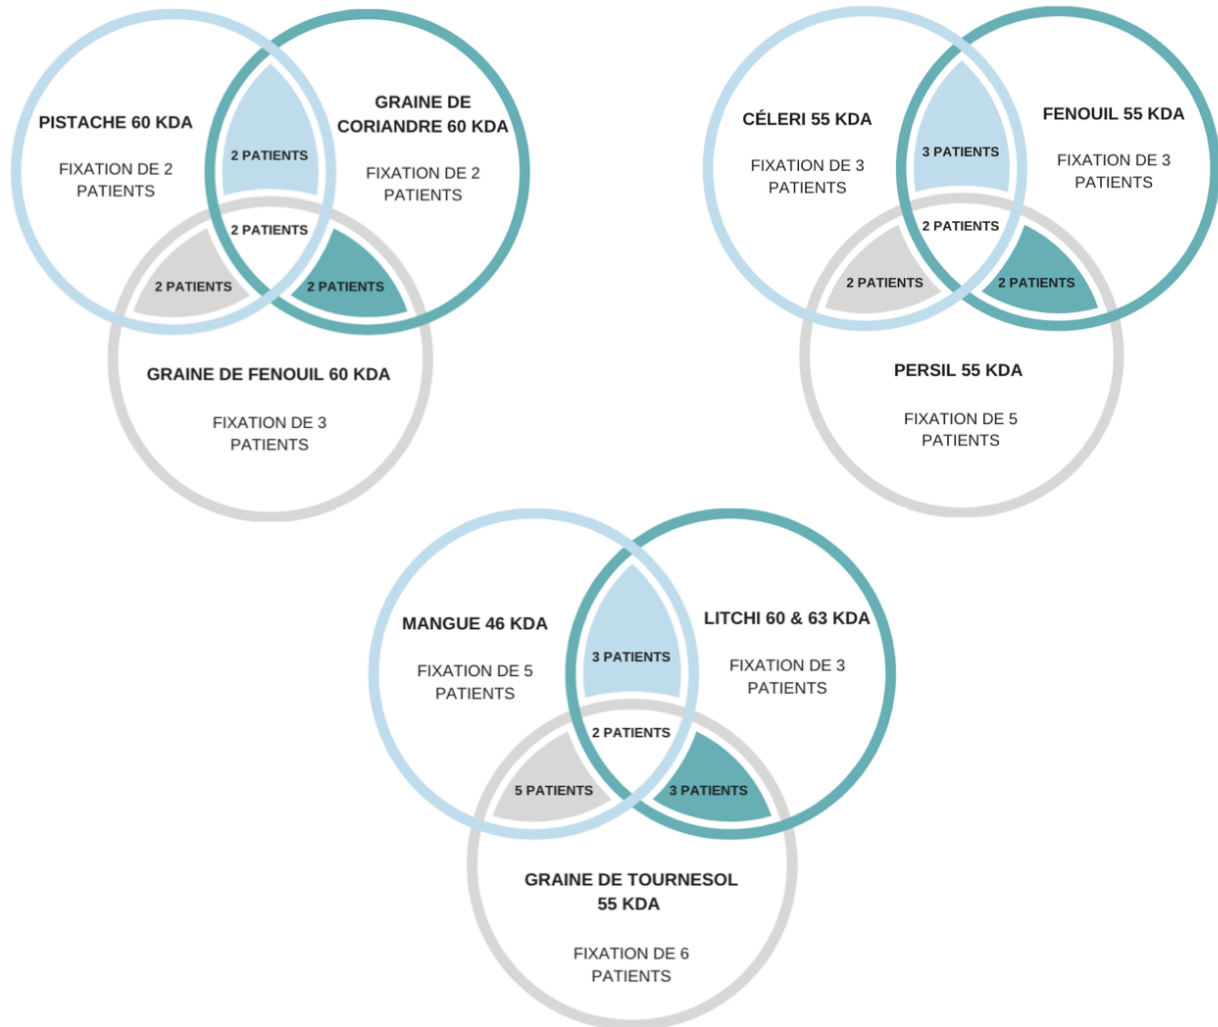 PISTACHE 60 KDA
FIXATION DE 2
PATIENTS
2 PATIENTS
GRAINE DE
CORIANDRE 60 KDA
FIXATION DE 2
PATIENTS
2 PATIENTS
2 PATIENTS
2 PATIENTS
GRAINE DE FENOUIL 60 KDA
FIXATION DE 3
PATIENTS
CÉLERI 55 KDA
FIXATION DE 3
PATIENTS
3 PATIENTS
FENOUIL 55 KDA
FIXATION DE 3
PATIENTS
2 PATIENTS
2 PATIENTS
2 PATIENTS
PERSIL 55 KDA
FIXATION DE 5
PATIENTS
MANGUE 46 KDA
FIXATION DE 5
PATIENTS
3 PATIENTS
LITCHI 60 & 63 KDA
FIXATION DE 3
PATIENTS
2 PATIENTS
5 PATIENTS
3 PATIENTS
GRAINE DE TOURNESOL
55 KDA
FIXATION DE 6
PATIENTS